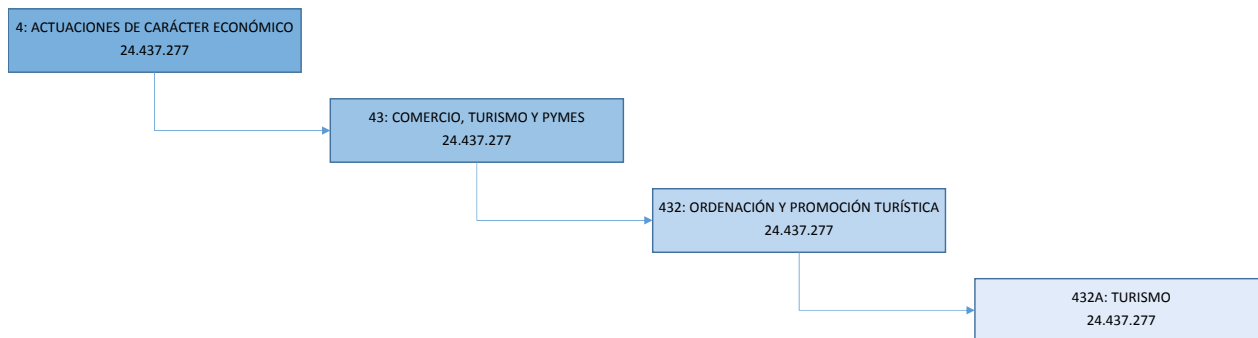 4: ACTUACIONES DE CARÁCTER ECONÓMICO
24.437.277
43: COMERCIO, TURISMO Y PYMES
24.437.277
432: ORDENACIÓN Y PROMOCIÓN TURÍSTICA
24.437.277
432A: TURISMO
24.437.277